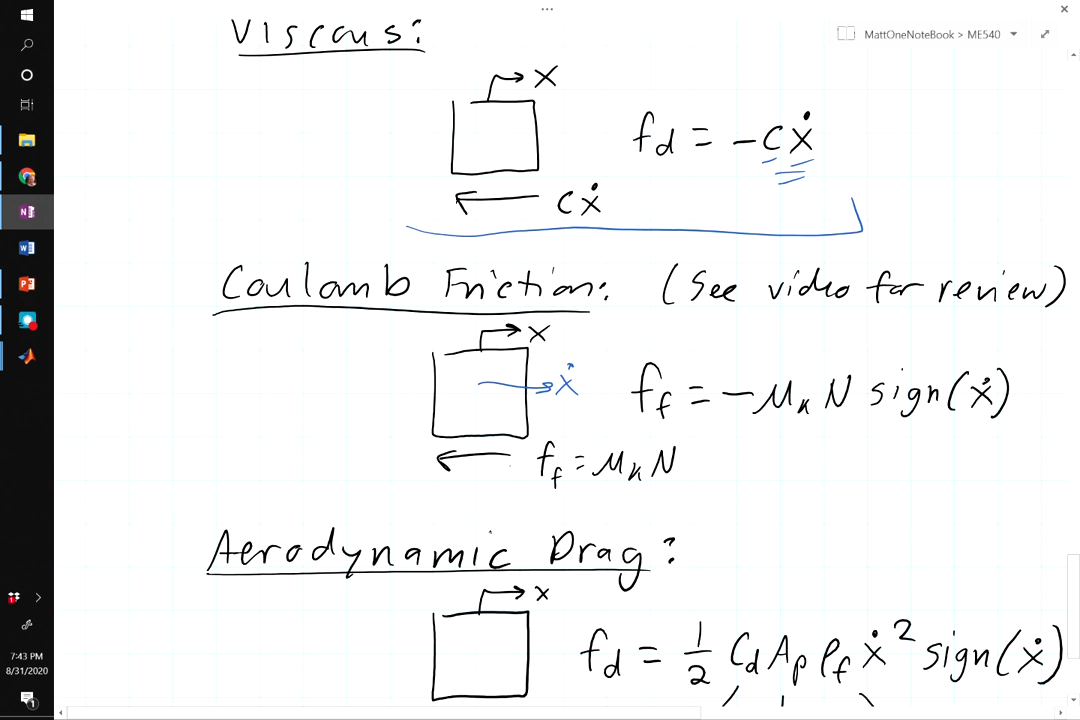 ...
MattOneNoteBook > ME540
Viscous:
x
f_d = -cẋ
cẋ
Coulomb Friction: (See video for review)
x
ẋ
f_f = -μ_k N sign(ẋ)
f_f = μ_k N
Aerodynamic Drag:
x
f_d = 1/2 C_d A_p ρ_f ẋ² sign(ẋ)
7:43 PM
8/31/2020
1